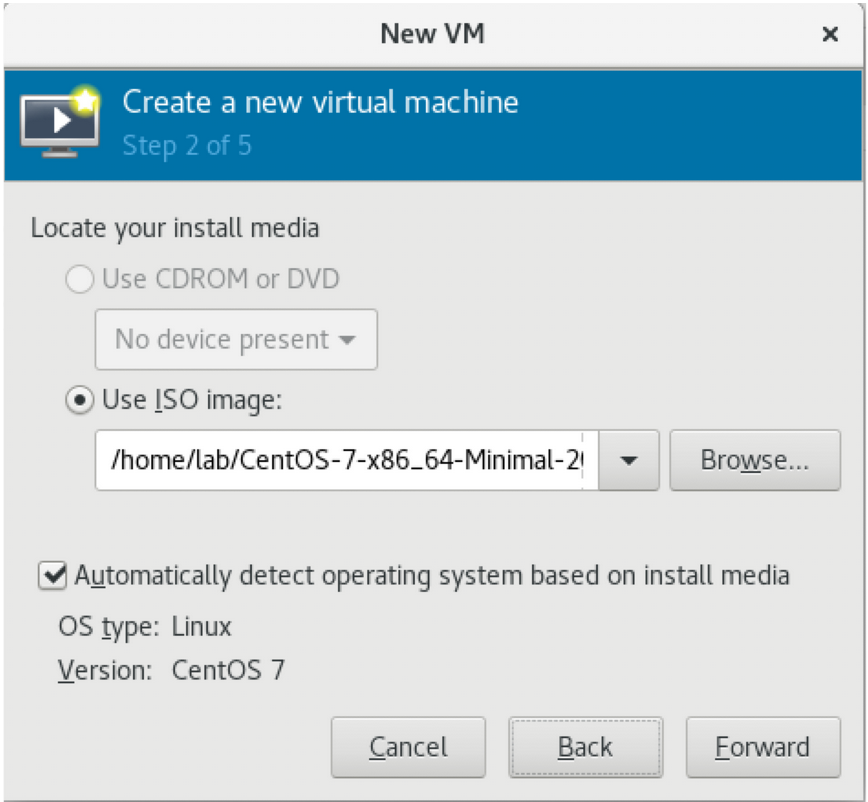 New VM ×
Create a new virtual machine
Step 2 of 5
Locate your install media
Use CDROM or DVD
No device present
Use ISO image:
/home/lab/CentOS-7-x86_64-Minimal-2
Browse...
Automatically detect operating system based on install media
OS type: Linux
Version: CentOS 7
Cancel Back Forward